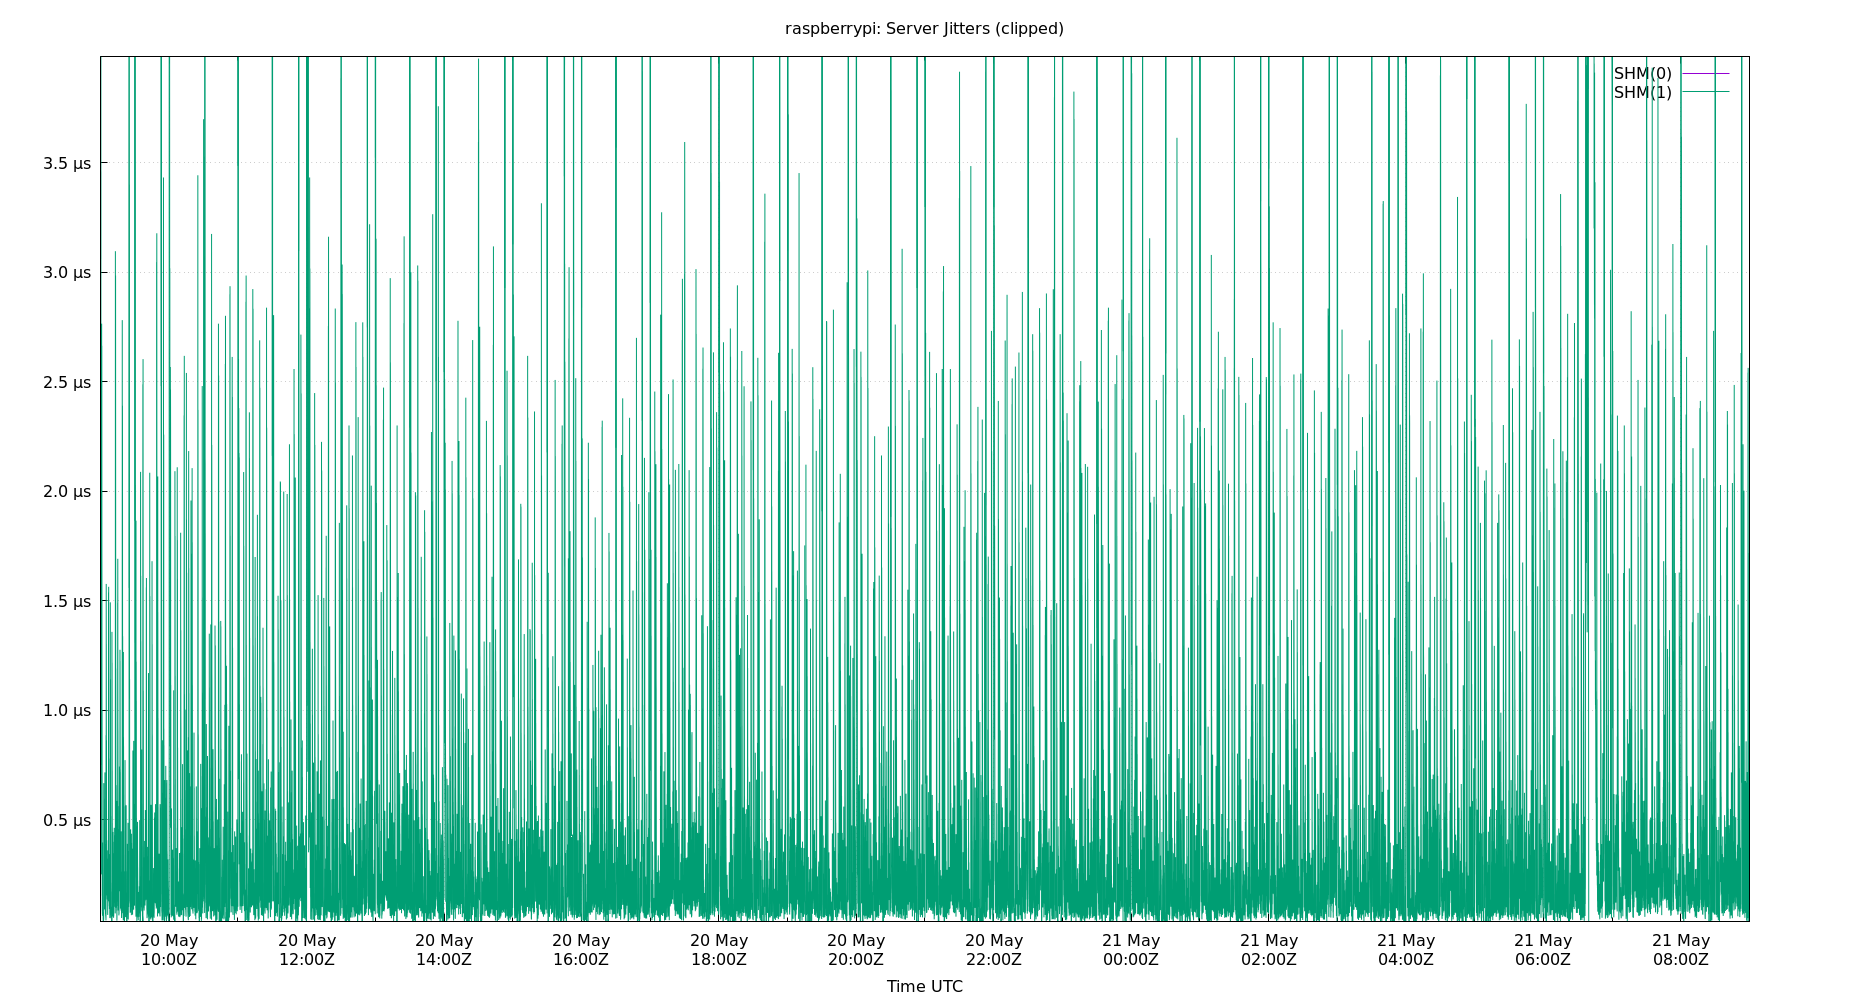 raspberrypi: Server Jitters (clipped)
SHM(0)
SHM(1)
3.5 µs
3.0 µs
2.5 µs
2.0 µs
1.5 µs
1.0 µs
0.5 µs
20 May 20 May 20 May 20 May 20 May 20 May 20 May 21 May 21 May 21 May 21 May 21 May
10:00Z 12:00Z 14:00Z 16:00Z 18:00Z 20:00Z 22:00Z 00:00Z 02:00Z 04:00Z 06:00Z 08:00Z
Time UTC